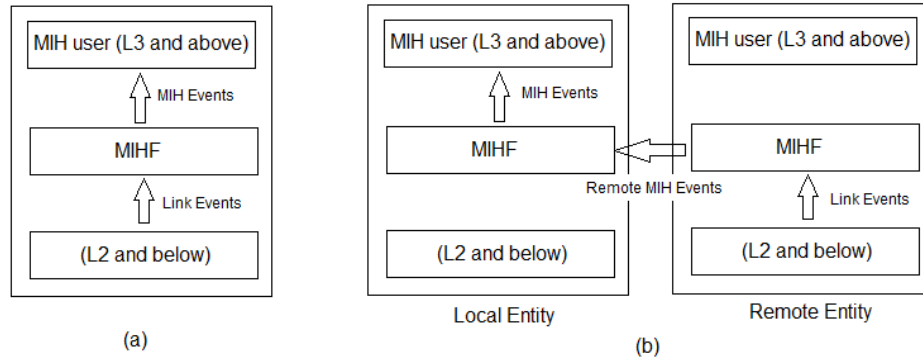 MIH user (L3 and above)
MIH Events
MIHF
Link Events
(L2 and below)
(a)
MIH user (L3 and above)
MIH Events
MIHF
(L2 and below)
Local Entity
Remote MIH Events
MIH user (L3 and above)
MIHF
Link Events
(L2 and below)
Remote Entity
(b)